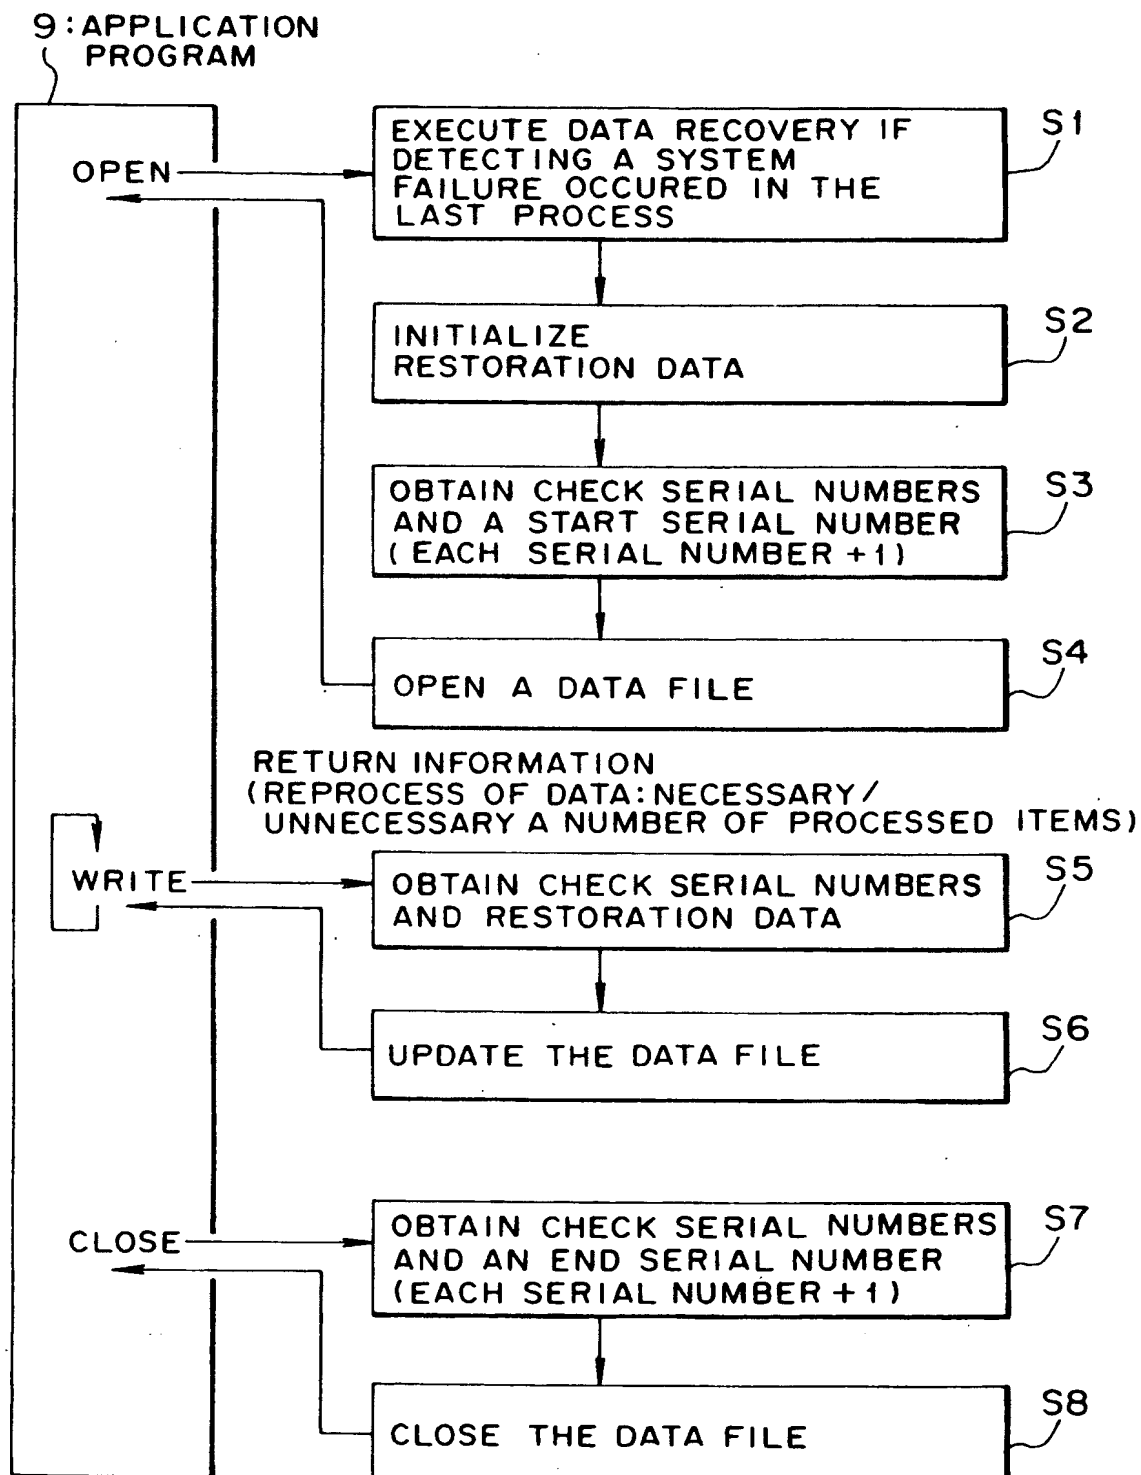 9:APPLICATION
PROGRAM
OPEN
EXECUTE DATA RECOVERY IF
DETECTING A SYSTEM
FAILURE OCCURED IN THE
LAST PROCESS
S1
INITIALIZE
RESTORATION DATA
S2
OBTAIN CHECK SERIAL NUMBERS
AND A START SERIAL NUMBER
(EACH SERIAL NUMBER +1)
S3
OPEN A DATA FILE
S4
RETURN INFORMATION
(REPROCESS OF DATA:NECESSARY/
UNNECESSARY A NUMBER OF PROCESSED ITEMS)
WRITE
OBTAIN CHECK SERIAL NUMBERS
AND RESTORATION DATA
S5
UPDATE THE DATA FILE
S6
CLOSE
OBTAIN CHECK SERIAL NUMBERS
AND AN END SERIAL NUMBER
(EACH SERIAL NUMBER +1)
S7
CLOSE THE DATA FILE
S8